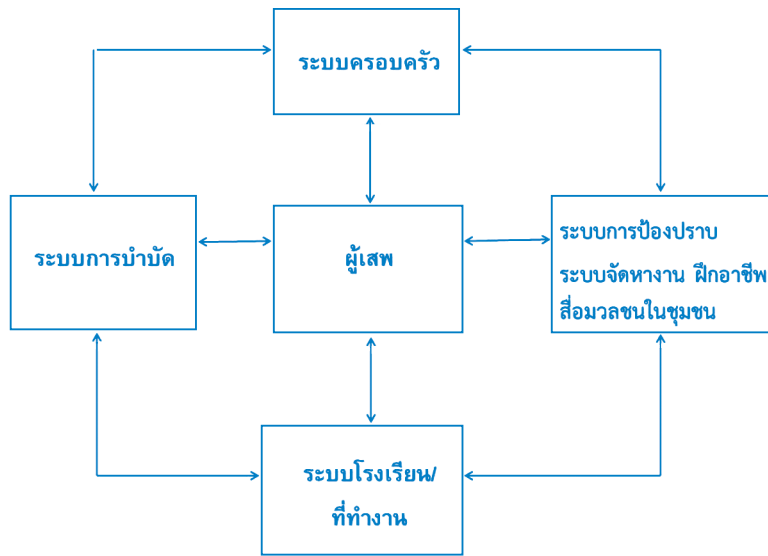 ระบบครอบครัว
ระบบการบำบัด
ผู้เสพ
ระบบการป้องปราบ
ระบบจัดหางาน ฝึกอาชีพ
สื่อมวลชนในชุมชน
ระบบโรงเรียน/
ที่ทำงาน